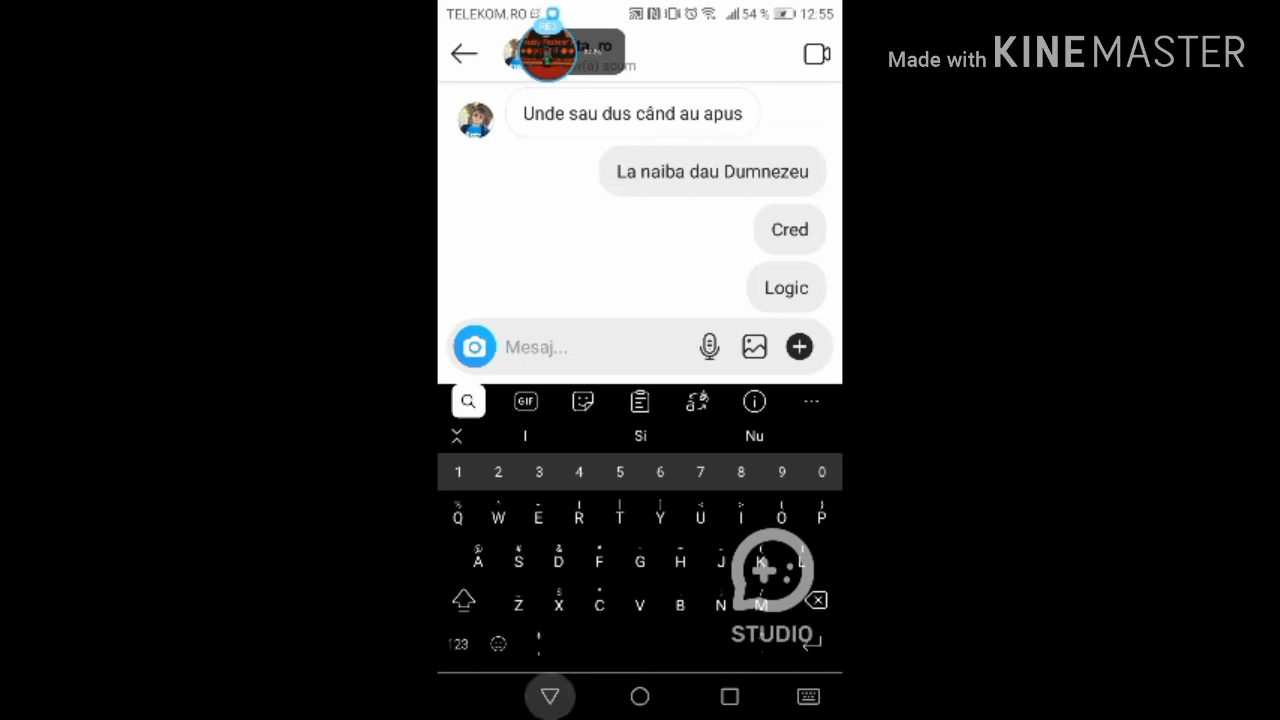 TELEKOM.RO
54 %
12:55
REC
Made with KINEMASTER
Unde sau dus când au apus
La naiba dau Dumnezeu
Cred
Logic
Mesaj...
GIF
I Si Nu
1 2 3 4 5 6 7 8 9 0
Q W E R T Y U I O P
A S D F G H J K L
Z X C V B N M
123
STUDIO